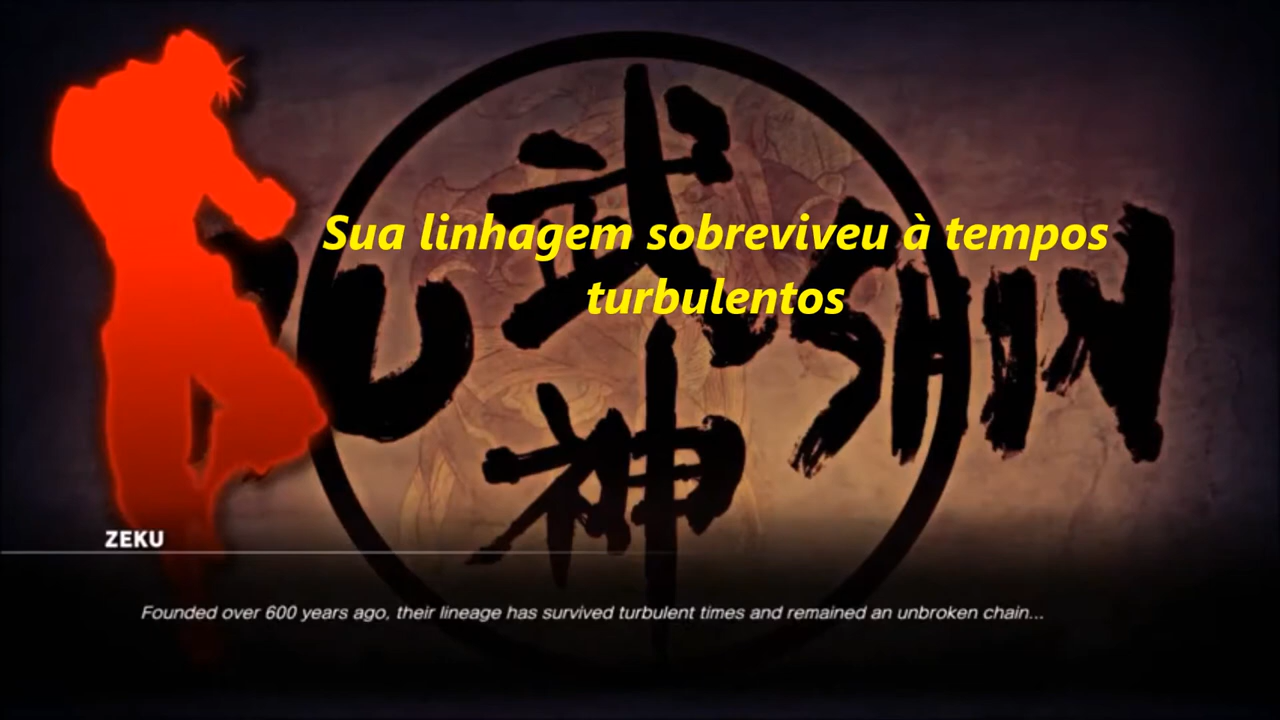 武神
BUSHIN
Sua linhagem sobreviveu à tempos
turbulentos
ZEKU
Founded over 600 years ago, their lineage has survived turbulent times and remained an unbroken chain...